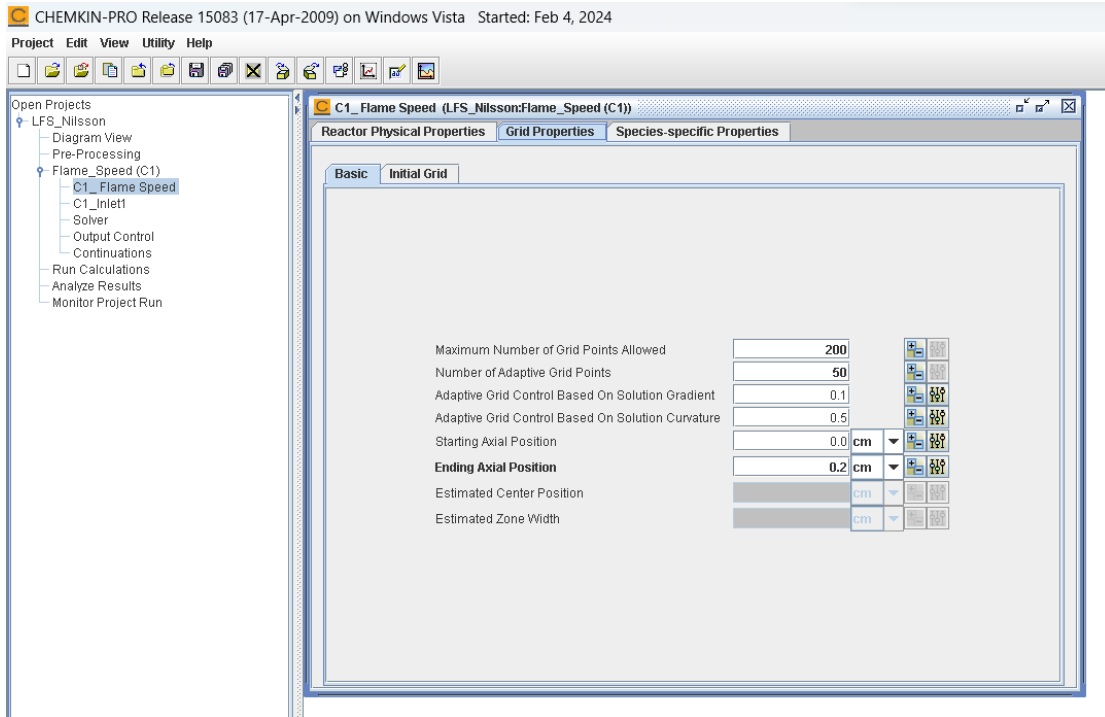 CHEMKIN-PRO Release 15083 (17-Apr-2009) on Windows Vista Started: Feb 4, 2024
Project Edit View Utility Help
Open Projects
LFS_Nilsson
Diagram View
Pre-Processing
Flame_Speed (C1)
C1_ Flame Speed
C1_Inlet1
Solver
Output Control
Continuations
Run Calculations
Analyze Results
Monitor Project Run
C1_ Flame Speed (LFS_Nilsson:Flame_Speed (C1))
Reactor Physical Properties Grid Properties Species-specific Properties
Basic Initial Grid
Maximum Number of Grid Points Allowed 200
Number of Adaptive Grid Points 50
Adaptive Grid Control Based On Solution Gradient 0.1
Adaptive Grid Control Based On Solution Curvature 0.5
Starting Axial Position 0.0 cm
Ending Axial Position 0.2 cm
Estimated Center Position cm
Estimated Zone Width cm